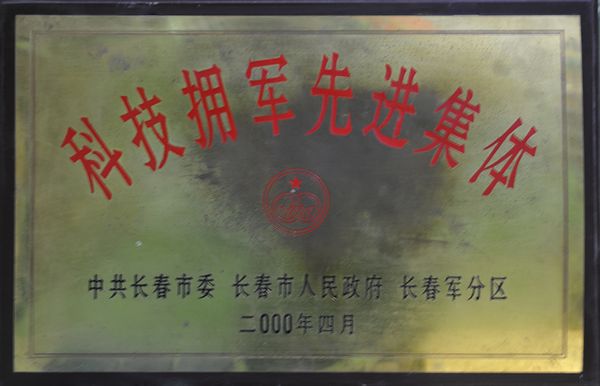 科技拥军先进集体
中共长春市委 长春市人民政府 长春军分区
二000年四月